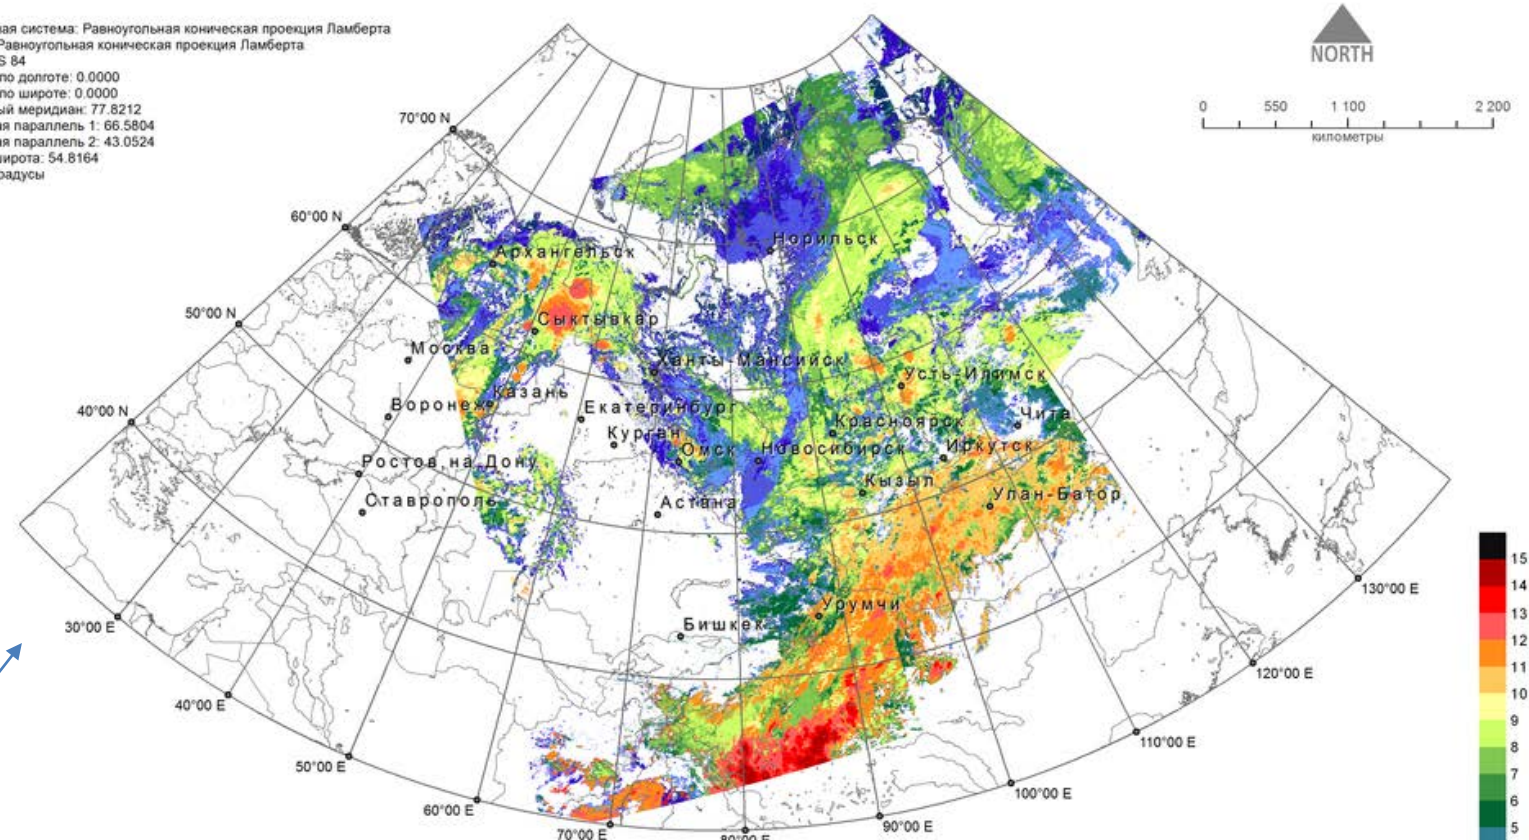 ная система: Равноугольная коническая проекция Ламберта
Равноугольная коническая проекция Ламберта
S 84
по долготе: 0.0000
по широте: 0.0000
ый меридиан: 77.8212
ая параллель 1: 66.5804
ая параллель 2: 43.0524
широта: 54.8164
радусы
NORTH
0 550 1 100 2 200
километры
70°00 N
60°00 N
50°00 N
40°00 N
30°00 E
40°00 E
50°00 E
60°00 E
70°00 E
80°00 E
90°00 E
100°00 E
110°00 E
120°00 E
130°00 E
Норильск
Архангельск
Сыктывкар
Москва
Ханты-Мансийск
Усть-Илимск
Казань
Воронеж
Екатеринбург
Чита
Красноярск
Курган
Омск
Новосибирск
Иркутск
Ростов на Дону
Кызыл
Ставрополь
Астана
Улан-Батор
Урумчи
Бишкек
15
14
13
12
11
10
9
8
7
6
5